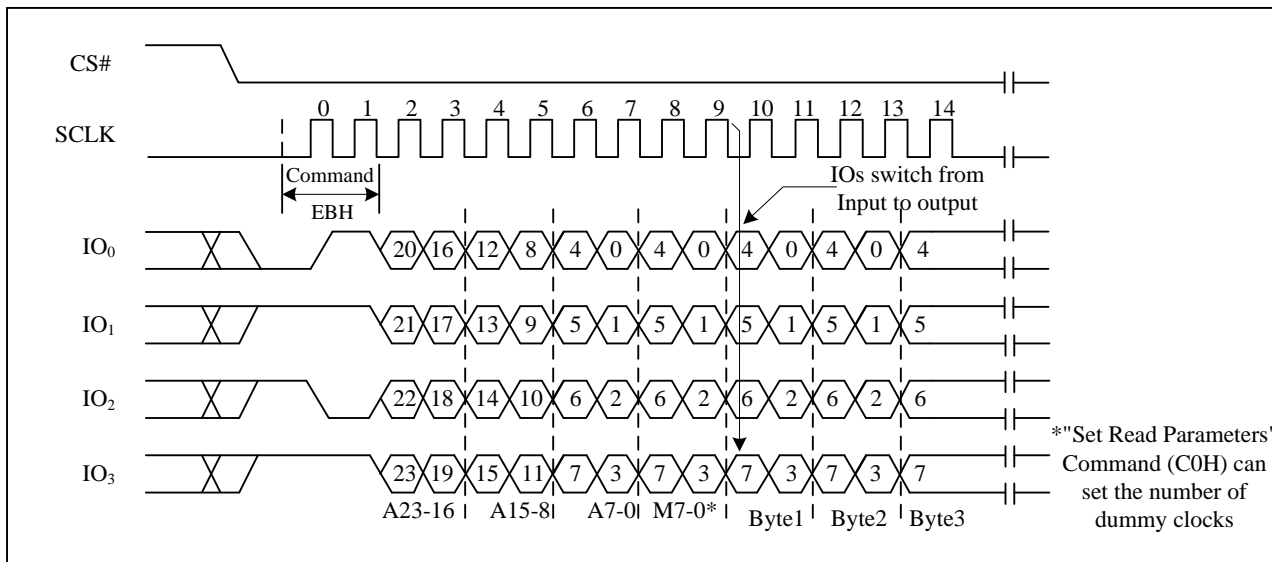 CS#
0 1 2 3 4 5 6 7 8 9 10 11 12 13 14
SCLK
Command
EBH
IOs switch from
Input to output
IO0 20 16 12 8 4 0 4 0 4 0 4 0 4
IO1 21 17 13 9 5 1 5 1 5 1 5 1 5
IO2 22 18 14 10 6 2 6 2 6 2 6 2 6
IO3 23 19 15 11 7 3 7 3 7 3 7 3 7
A23-16 A15-8 A7-0 M7-0* Byte1 Byte2 Byte3
*"Set Read Parameters"
Command (C0H) can
set the number of
dummy clocks